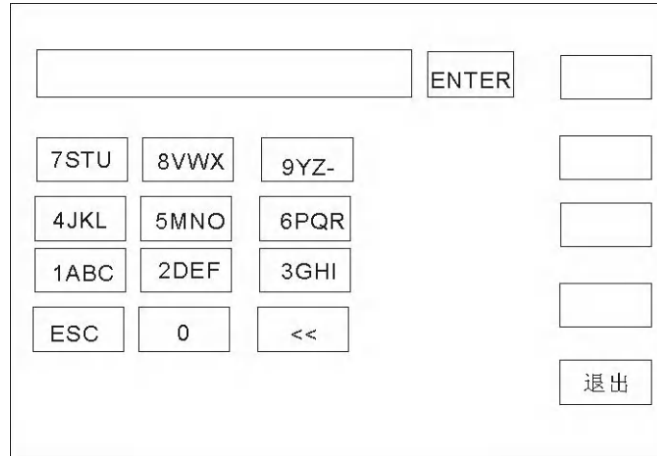 ENTER
7STU 8VWX 9YZ-
4JKL 5MNO 6PQR
1ABC 2DEF 3GHI
ESC 0 <<
退出